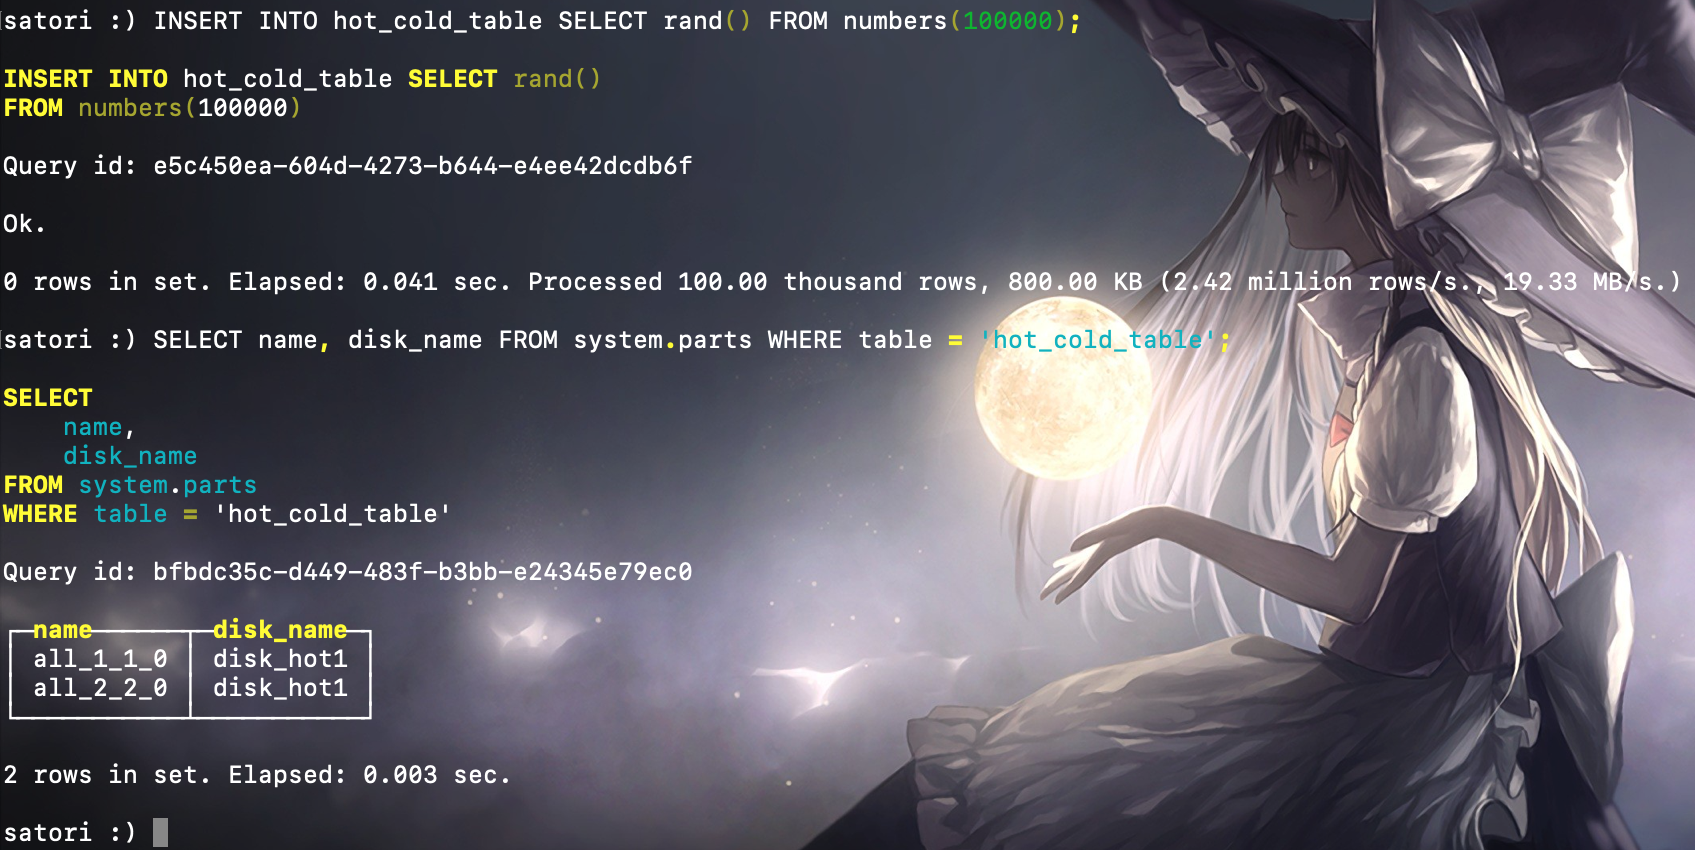 satori :) INSERT INTO hot_cold_table SELECT rand() FROM numbers(100000);
INSERT INTO hot_cold_table SELECT rand()
FROM numbers(100000)
Query id: e5c450ea-604d-4273-b644-e4ee42dcdb6f
Ok.
0 rows in set. Elapsed: 0.041 sec. Processed 100.00 thousand rows, 800.00 KB (2.42 million rows/s., 19.33 MB/s.)
satori :) SELECT name, disk_name FROM system.parts WHERE table = 'hot_cold_table';
SELECT
    name,
    disk_name
FROM system.parts
WHERE table = 'hot_cold_table'
Query id: bfbdc35c-d449-483f-b3bb-e24345e79ec0
┌─name──────┬─disk_name─┐
│ all_1_1_0 │ disk_hot1 │
│ all_2_2_0 │ disk_hot1 │
└───────────┴───────────┘
2 rows in set. Elapsed: 0.003 sec.
satori :)